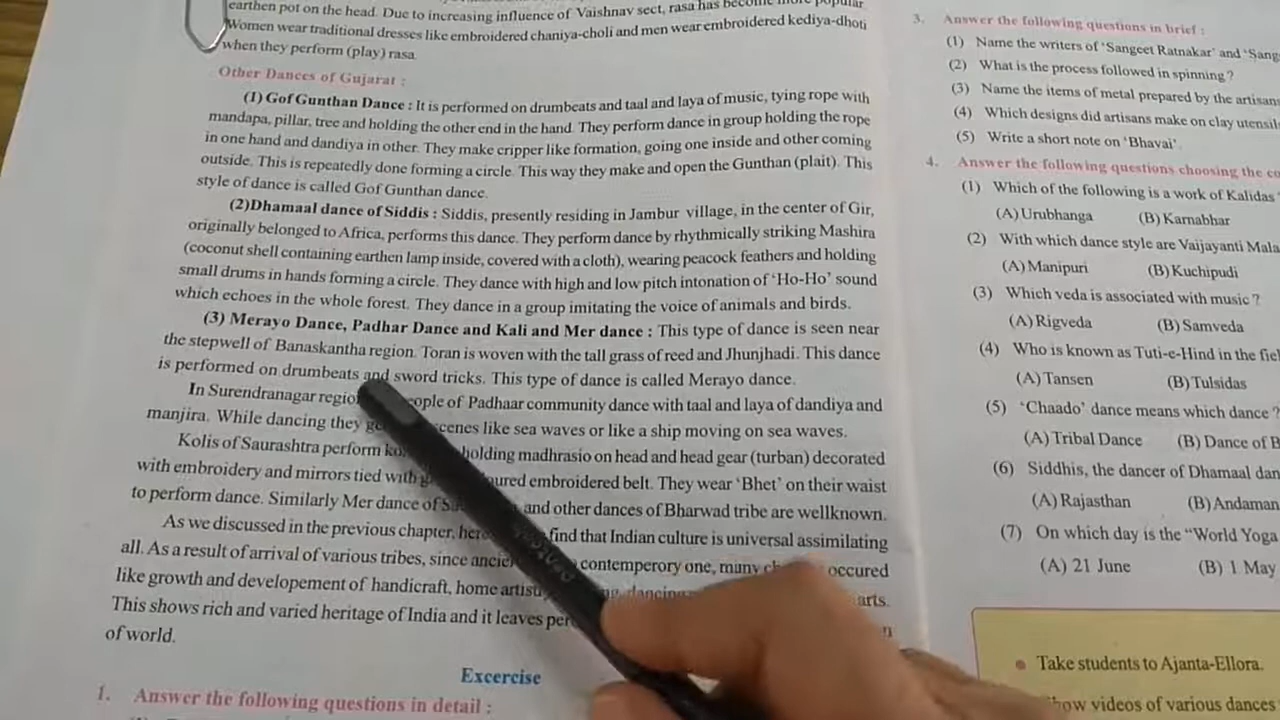 earthen pot on the head. Due to increasing influence of Vaishnav sect, rasa has become more popular.
Women wear traditional dresses like embroidered chaniya-choli and men wear embroidered kediya-dhoti
when they perform (play) rasa.
Other Dances of Gujarat :
(1) Gof Gunthan Dance : It is performed on drumbeats and taal and laya of music, tying rope with
mandapa, pillar, tree and holding the other end in the hand. They perform dance in group holding the rope
in one hand and dandiya in other. They make cripper like formation, going one inside and other coming
outside. This is repeatedly done forming a circle. This way they make and open the Gunthan (plait). This
style of dance is called Gof Gunthan dance.
(2)Dhamaal dance of Siddis : Siddis, presently residing in Jambur village, in the center of Gir,
originally belonged to Africa, performs this dance. They perform dance by rhythmically striking Mashira
(coconut shell containing earthen lamp inside, covered with a cloth), wearing peacock feathers and holding
small drums in hands forming a circle. They dance with high and low pitch intonation of 'Ho-Ho' sound
which echoes in the whole forest. They dance in a group imitating the voice of animals and birds.
(3) Merayo Dance, Padhar Dance and Kali and Mer dance : This type of dance is seen near
the stepwell of Banaskantha region. Toran is woven with the tall grass of reed and Jhunjhadi. This dance
is performed on drumbeats and sword tricks. This type of dance is called Merayo dance.
In Surendranagar of Padhaar community dance with taal and laya of dandiya and
manjira. While dancing they like sea waves or like a ship moving on sea waves.
Kolis of Saurashtra perform holding madhrasio on head and head gear (turban) decorated
with embroidery and mirrors tied with embroidered belt. They wear 'Bhet' on their waist
to perform dance. Similarly Mer dance of and other dances of Bharwad tribe are wellknown.
As we discussed in the previous chapter, find that Indian culture is universal assimilating
all. As a result of arrival of various tribes, since contemperory one, many occured
like growth and developement of handicraft, home dancing arts.
This shows rich and varied heritage of India and it leaves
of world.
Excercise
1. Answer the following questions in detail :
3. Answer the following questions in brief :
(1) Name the writers of 'Sangeet Ratnakar' and
(2) What is the process followed in spinning ?
(3) Name the items of metal prepared by the
(4) Which designs did artisans make on clay
(5) Write a short note on 'Bhavai'.
4. Answer the following questions choosing the
(1) Which of the following is a work of Kalidas
(A) Urubhanga (B) Karnabhar
(2) With which dance style are Vaijayanti Mala
(A) Manipuri (B) Kuchipudi
(3) Which veda is associated with music ?
(A) Rigveda (B) Samveda
(4) Who is known as Tuti-e-Hind in the
(A) Tansen (B) Tulsidas
(5) 'Chaado' dance means which dance ?
(A) Tribal Dance (B) Dance of
(6) Siddhis, the dancer of Dhamaal
(A) Rajasthan (B) Andaman
(7) On which day is the "World Yoga
(A) 21 June (B) 1 May
• Take students to Ajanta-Ellora.
videos of various dances